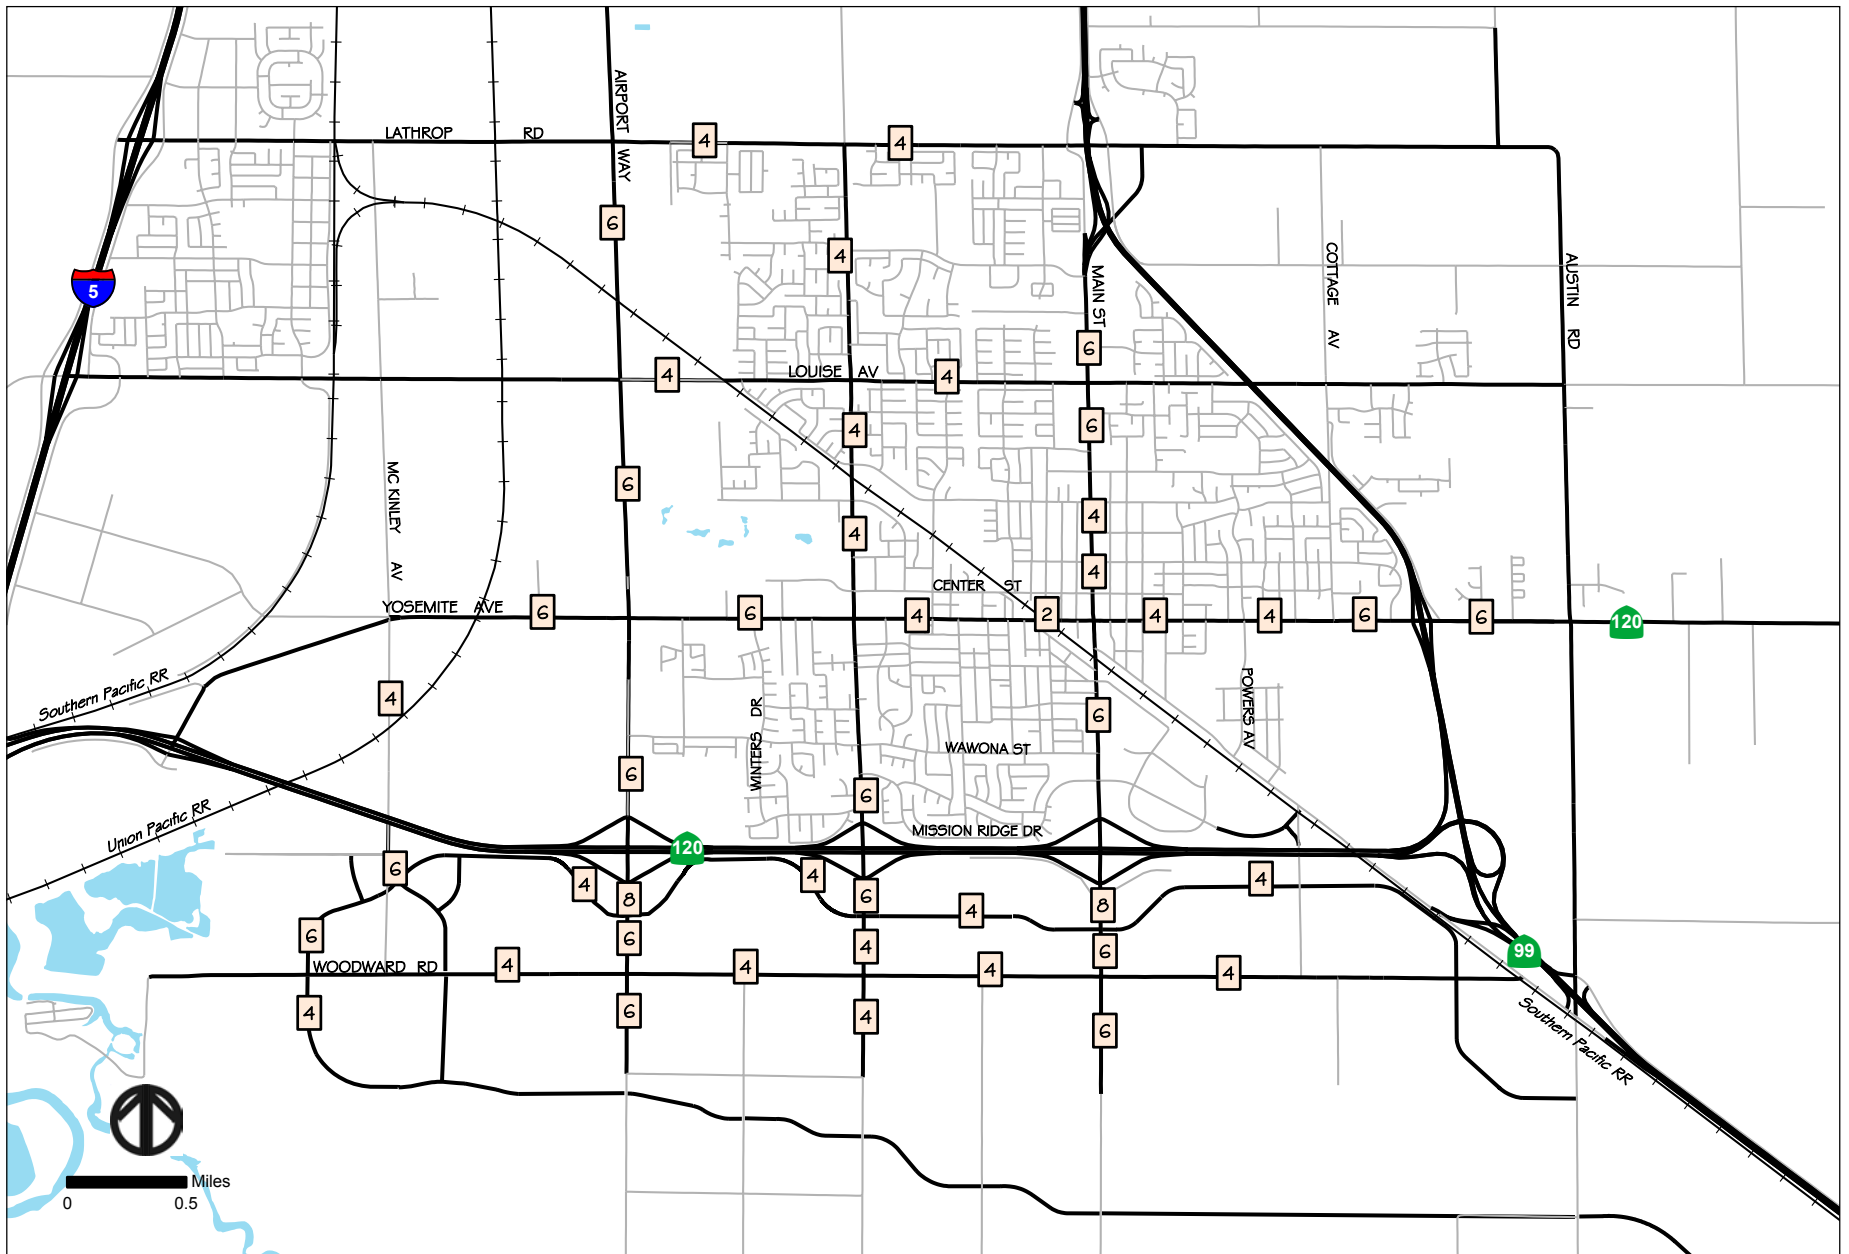 AIRPORT WAY
LATHROP RD
4
4
6
4
5
MAIN ST
COTTAGE AV
AUSTIN RD
6
4
LOUISE AV
4
6
4
6
MC KINLEY AV
4
4
4
CENTER ST
YOSEMITE AVE
6
6
4
2
4
4
6
6
120
Southern Pacific RR
4
WINTERS DR
6
POWERS AV
WAWONA ST
6
6
Union Pacific RR
MISSION RIDGE DR
120
6
4
8
4
6
4
8
4
6
6
4
6
99
WOODWARD RD
4
4
4
4
4
6
4
6
Southern Pacific RR
Miles
0 0.5